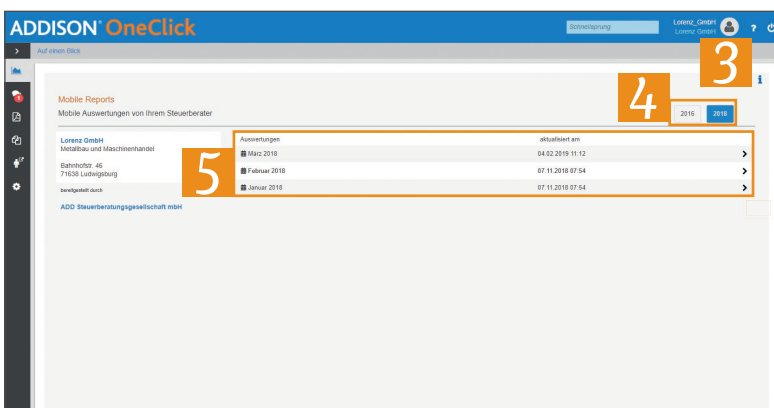 ADDISON OneClick
Schnellsprung
Lorenz_GmbH
Lorenz GmbH
?
Auf einen Blick
3
i
4
Mobile Reports
Mobile Auswertungen von Ihrem Steuerberater
2016 2018
Lorenz GmbH
Metallbau und Maschinenhandel
Bahnhofstr. 46
71638 Ludwigsburg
bereitgestellt durch
ADD Steuerberatungsgesellschaft mbH
5
Auswertungen aktualisiert am
März 2018 04.02.2019 11:12
Februar 2018 07.11.2018 07:54
Januar 2018 07.11.2018 07:54